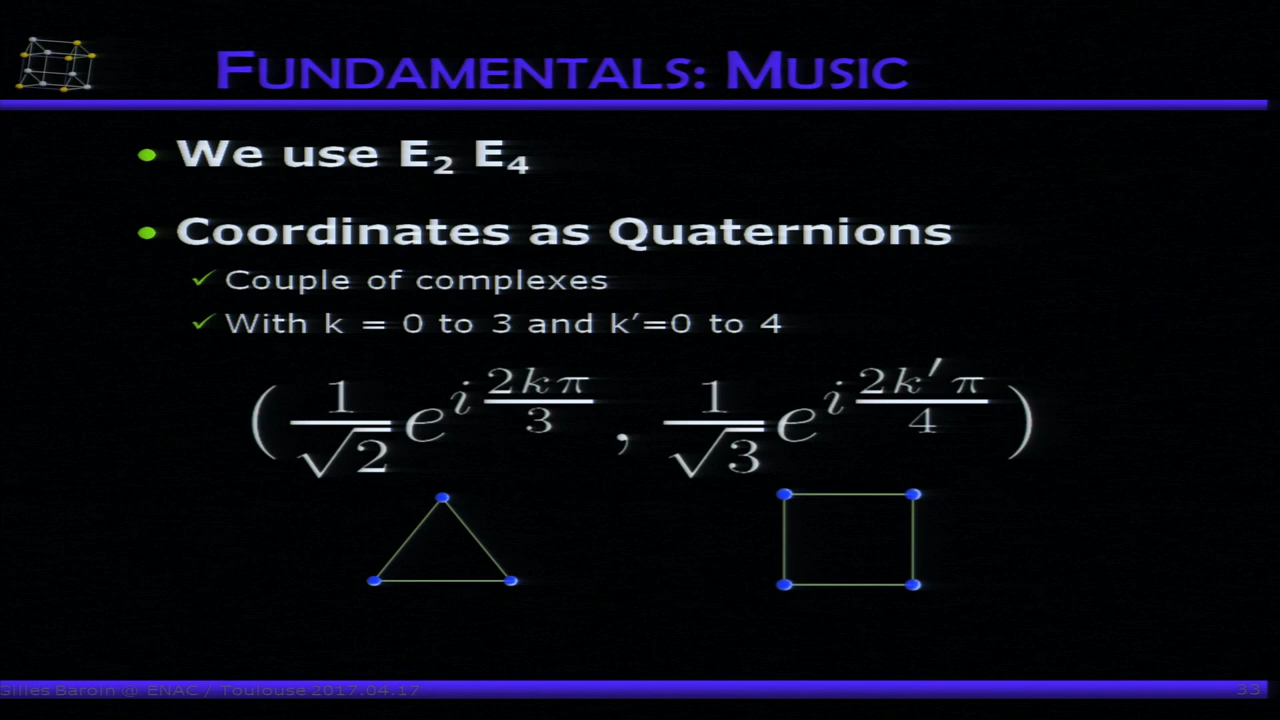 FUNDAMENTALS: MUSIC
• We use E₂ E₄
• Coordinates as Quaternions
✓ Couple of complexes
✓ With k = 0 to 3 and k′=0 to 4
( 1/√2 e^{i 2kπ/3} , 1/√3 e^{i 2k′π/4} )
Gilles Baroin @ ENAC / Toulouse 2017.04.17 33